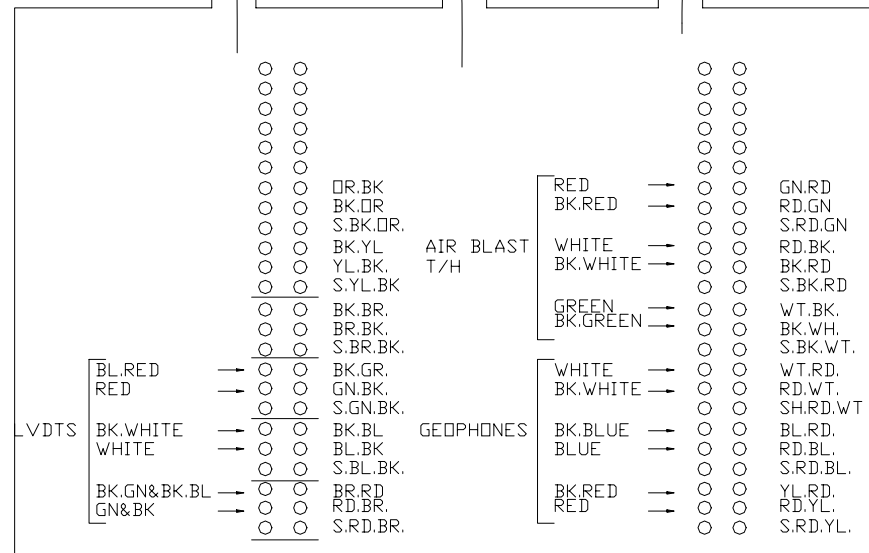 OR.BK
BK.OR
S.BK.OR.
BK.YL
YL.BK.
S.YL.BK
BK.BR.
BR.BK.
S.BR.BK.
BL.RED BK.GR.
RED GN.BK.
S.GN.BK.
LVDTS BK.WHITE BK.BL
WHITE BL.BK
S.BL.BK.
BK.GN&BK.BL BR.RD
GN&BK RD.BR.
S.RD.BR.
RED GN.RD
BK.RED RD.GN
S.RD.GN
AIR BLAST WHITE RD.BK.
T/H BK.WHITE BK.RD
S.BK.RD
GREEN WT.BK.
BK.GREEN BK.WH.
S.BK.WT.
WHITE WT.RD.
BK.WHITE RD.WT.
SH.RD.WT
GEOPHONES BK.BLUE BL.RD.
BLUE RD.BL.
S.RD.BL.
BK.RED YL.RD.
RED RD.YL.
S.RD.YL.